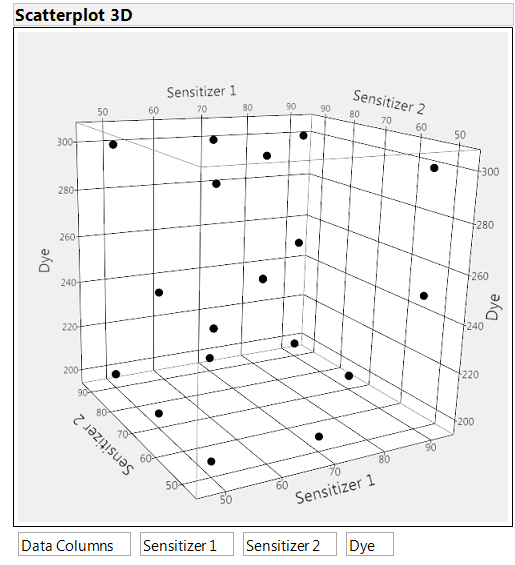 Scatterplot 3D
Sensitizer 1
Sensitizer 2
50 60 70 80 90 90 80 70 60 50
300 300
280 280
260 260
240 240
220 220
200 200
Dye
Dye
90 80 70 60 50
Sensitizer 2
50 60 70 80 90
Sensitizer 1
Data Columns Sensitizer 1 Sensitizer 2 Dye